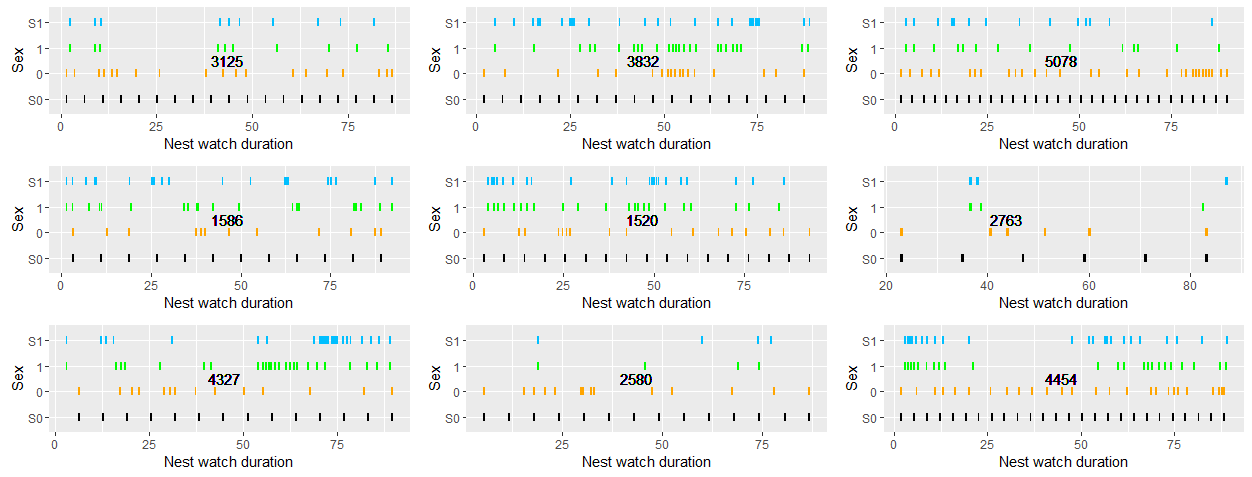 S1
1
0
S0
Sex
3125
0 25 50 75
Nest watch duration
S1
1
0
S0
Sex
3832
0 25 50 75
Nest watch duration
S1
1
0
S0
Sex
5078
0 25 50 75
Nest watch duration
S1
1
0
S0
Sex
1586
0 25 50 75
Nest watch duration
S1
1
0
S0
Sex
1520
0 25 50 75
Nest watch duration
S1
1
0
S0
Sex
2763
20 40 60 80
Nest watch duration
S1
1
0
S0
Sex
4327
0 25 50 75
Nest watch duration
S1
1
0
S0
Sex
2580
0 25 50 75
Nest watch duration
S1
1
0
S0
Sex
4454
0 25 50 75
Nest watch duration